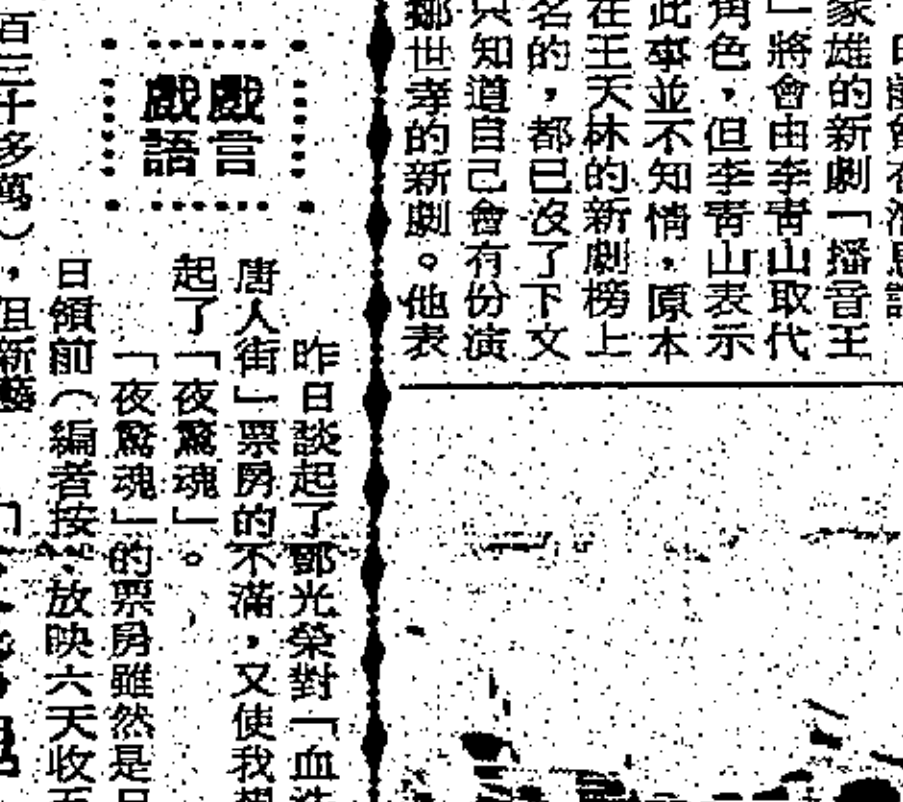 家雄的新劇「播音王
」將會由李青山取代
角色,但李青山表示
此事並不知情,原本
在王天林的新劇榜上
名的,都已沒了下文
只知道自己會有份演
鄒世孝的新劇。他表
戲言
戲語
昨日談起了鄧光榮對「血洗
唐人街」票房的不滿,又使我想
起了「夜驚魂」。
「夜驚魂」的票房雖然是日
日領前(編者按:放映六天收
百三十多萬),但新藝